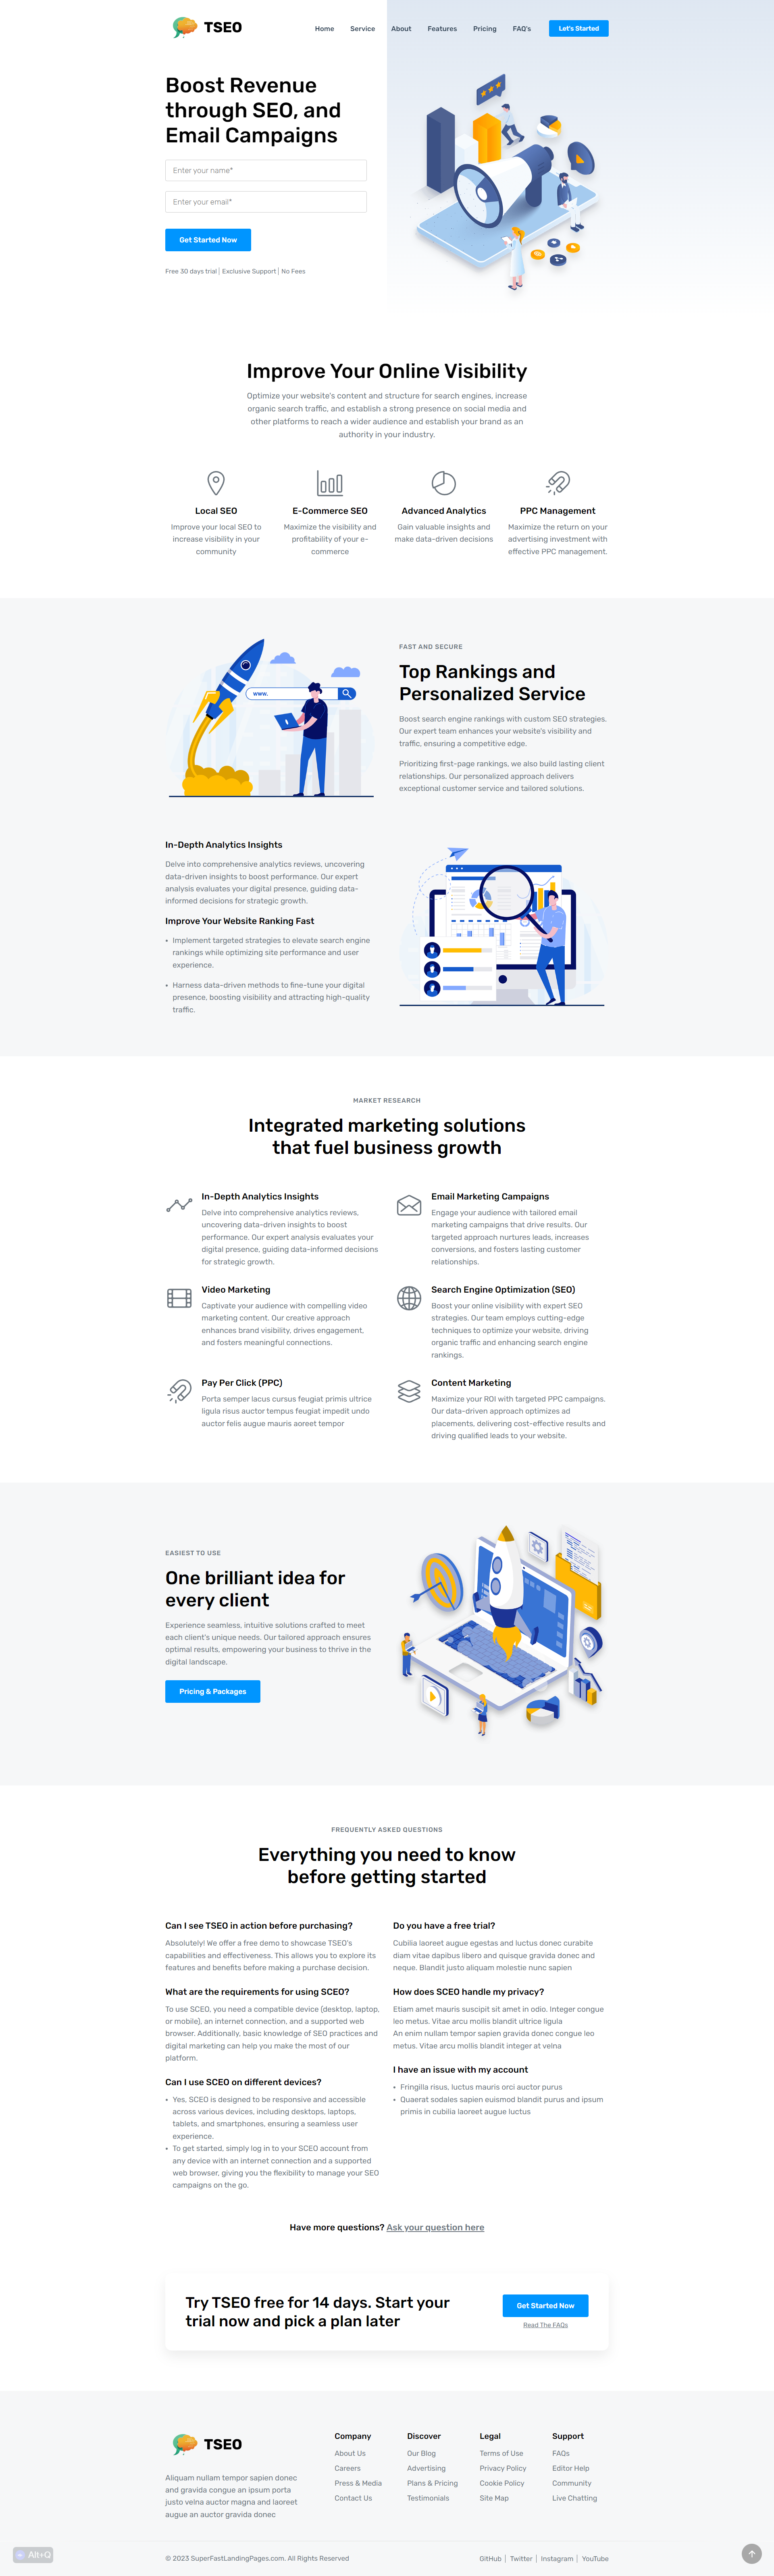 TSEO
Home Service About Features Pricing FAQ's Let's Started
Boost Revenue
through SEO, and
Email Campaigns
Enter your name*
Enter your email*
Get Started Now
Free 30 days trial | Exclusive Support | No Fees
Improve Your Online Visibility
Optimize your website's content and structure for search engines, increase
organic search traffic, and establish a strong presence on social media and
other platforms to reach a wider audience and establish your brand as an
authority in your industry.
Local SEO
Improve your local SEO to
increase visibility in your
community
E-Commerce SEO
Maximize the visibility and
profitability of your e-
commerce
Advanced Analytics
Gain valuable insights and
make data-driven decisions
PPC Management
Maximize the return on your
advertising investment with
effective PPC management.
www.
FAST AND SECURE
Top Rankings and
Personalized Service
Boost search engine rankings with custom SEO strategies.
Our expert team enhances your website's visibility and
traffic, ensuring a competitive edge.
Prioritizing first-page rankings, we also build lasting client
relationships. Our personalized approach delivers
exceptional customer service and tailored solutions.
In-Depth Analytics Insights
Delve into comprehensive analytics reviews, uncovering
data-driven insights to boost performance. Our expert
analysis evaluates your digital presence, guiding data-
informed decisions for strategic growth.
Improve Your Website Ranking Fast
• Implement targeted strategies to elevate search engine
rankings while optimizing site performance and user
experience.
• Harness data-driven methods to fine-tune your digital
presence, boosting visibility and attracting high-quality
traffic.
MARKET RESEARCH
Integrated marketing solutions
that fuel business growth
In-Depth Analytics Insights
Delve into comprehensive analytics reviews,
uncovering data-driven insights to boost
performance. Our expert analysis evaluates your
digital presence, guiding data-informed decisions
for strategic growth.
Email Marketing Campaigns
Engage your audience with tailored email
marketing campaigns that drive results. Our
targeted approach nurtures leads, increases
conversions, and fosters lasting customer
relationships.
Video Marketing
Captivate your audience with compelling video
marketing content. Our creative approach
enhances brand visibility, drives engagement,
and fosters meaningful connections.
Search Engine Optimization (SEO)
Boost your online visibility with expert SEO
strategies. Our team employs cutting-edge
techniques to optimize your website, driving
organic traffic and enhancing search engine
rankings.
Pay Per Click (PPC)
Porta semper lacus cursus feugiat primis ultrice
ligula risus auctor tempus feugiat impedit undo
auctor felis augue mauris aoreet tempor
Content Marketing
Maximize your ROI with targeted PPC campaigns.
Our data-driven approach optimizes ad
placements, delivering cost-effective results and
driving qualified leads to your website.
EASIEST TO USE
One brilliant idea for
every client
Experience seamless, intuitive solutions crafted to meet
each client's unique needs. Our tailored approach ensures
optimal results, empowering your business to thrive in the
digital landscape.
Pricing & Packages
FREQUENTLY ASKED QUESTIONS
Everything you need to know
before getting started
Can I see TSEO in action before purchasing?
Absolutely! We offer a free demo to showcase TSEO's
capabilities and effectiveness. This allows you to explore its
features and benefits before making a purchase decision.
What are the requirements for using SCEO?
To use SCEO, you need a compatible device (desktop, laptop,
or mobile), an internet connection, and a supported web
browser. Additionally, basic knowledge of SEO practices and
digital marketing can help you make the most of our
platform.
Can I use SCEO on different devices?
• Yes, SCEO is designed to be responsive and accessible
across various devices, including desktops, laptops,
tablets, and smartphones, ensuring a seamless user
experience.
• To get started, simply log in to your SCEO account from
any device with an internet connection and a supported
web browser, giving you the flexibility to manage your SEO
campaigns on the go.
Do you have a free trial?
Cubilia laoreet augue egestas and luctus donec curabite
diam vitae dapibus libero and quisque gravida donec and
neque. Blandit justo aliquam molestie nunc sapien
How does SCEO handle my privacy?
Etiam amet mauris suscipit sit amet in odio. Integer congue
leo metus. Vitae arcu mollis blandit ultrice ligula
An enim nullam tempor sapien gravida donec congue leo
metus. Vitae arcu mollis blandit integer at velna
I have an issue with my account
• Fringilla risus, luctus mauris orci auctor purus
• Quaerat sodales sapien euismod blandit purus and ipsum
primis in cubilia laoreet augue luctus
Have more questions? Ask your question here
Try TSEO free for 14 days. Start your
trial now and pick a plan later
Get Started Now
Read The FAQs
TSEO
Aliquam nullam tempor sapien donec
and gravida congue an ipsum porta
justo velna auctor magna and laoreet
augue an auctor gravida donec
Company
About Us
Careers
Press & Media
Contact Us
Discover
Our Blog
Advertising
Plans & Pricing
Testimonials
Legal
Terms of Use
Privacy Policy
Cookie Policy
Site Map
Support
FAQs
Editor Help
Community
Live Chatting
Alt+Q
© 2023 SuperFastLandingPages.com. All Rights Reserved
GitHub | Twitter | Instagram | YouTube